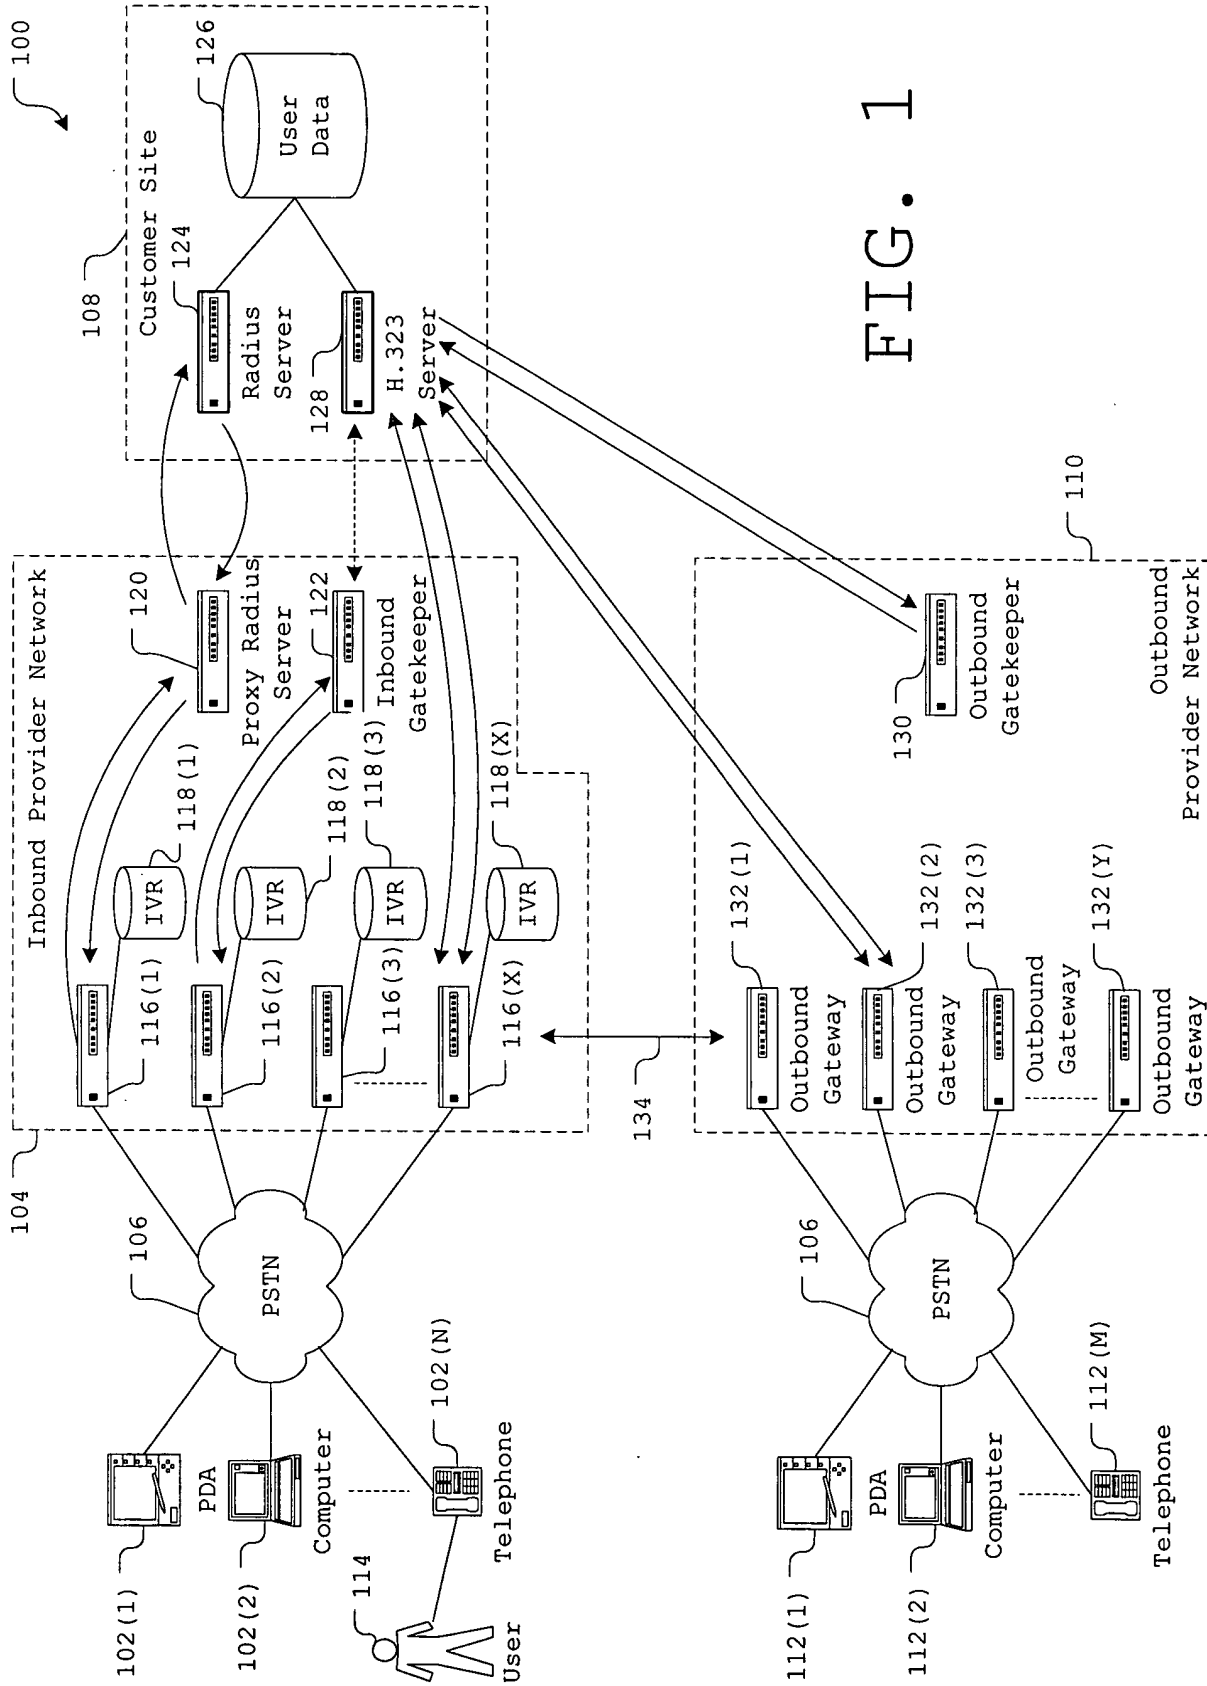 100
108
Customer Site
124
126
Radius
Server
User
Data
128
H.323
Server
Inbound Provider Network
120
Proxy Radius
Server
122
Inbound
Gatekeeper
118(1)
118(2)
118(3)
118(X)
IVR
IVR
IVR
IVR
116(1)
116(2)
116(3)
116(X)
104
106
PSTN
102(1)
PDA
102(2)
Computer
102(N)
Telephone
114
User
134
110
Outbound
Provider Network
130
Outbound
Gatekeeper
132(1)
Outbound
Gateway
132(2)
Outbound
Gateway
132(3)
Outbound
Gateway
132(Y)
Outbound
Gateway
106
PSTN
112(1)
PDA
112(2)
Computer
112(M)
Telephone
FIG. 1